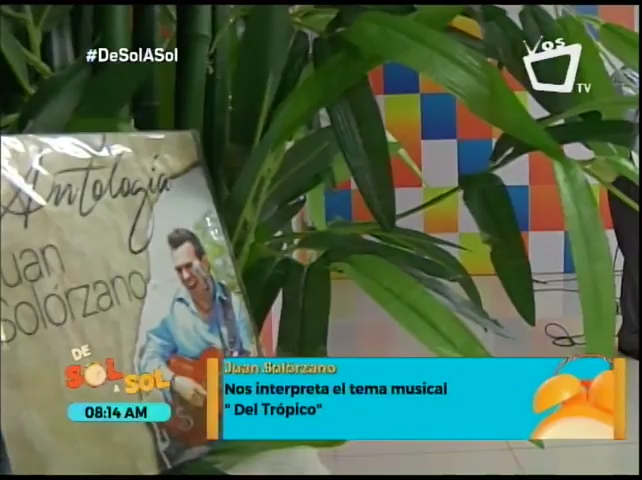 #DeSolASol
Vos
TV
Antología
Juan
Solórzano
DE
SOL
A
SOL
08:14 AM
Juan Solórzano
Nos interpreta el tema musical
" Del Trópico"